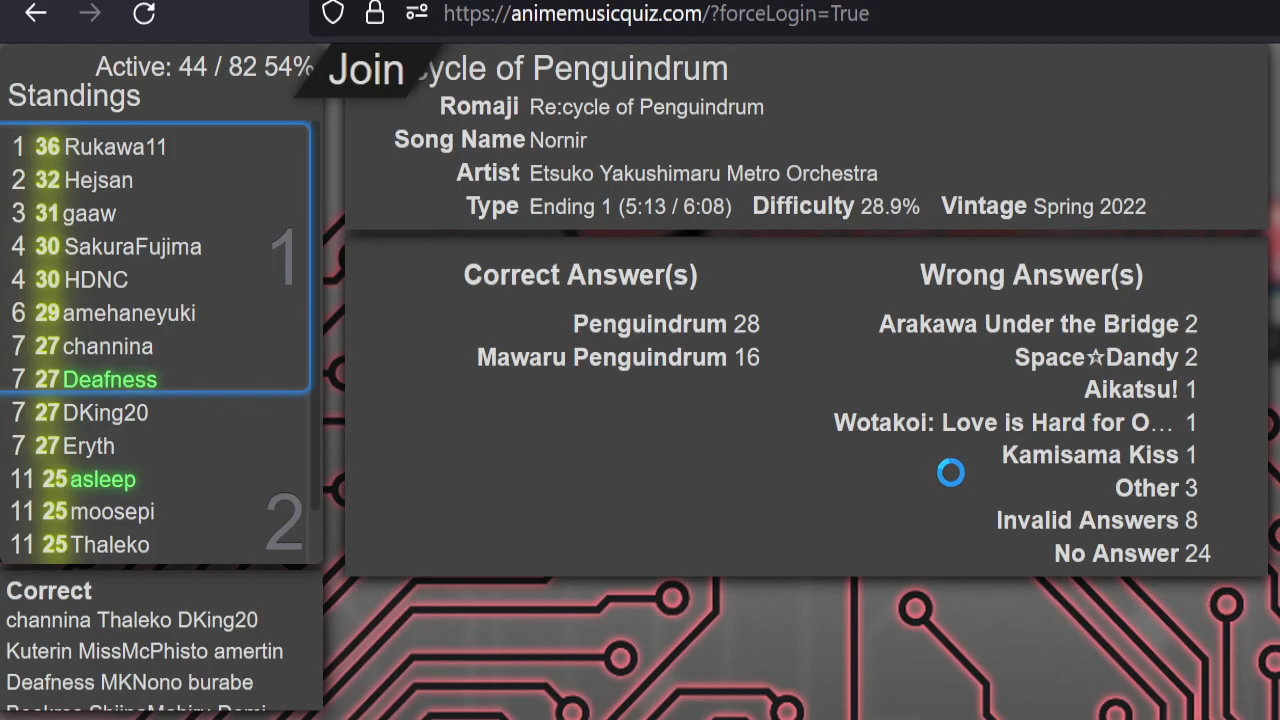 https://animemusicquiz.com/?forceLogin=True
Active: 44 / 82 54%
Standings
1 36 Rukawa11
2 32 Hejsan
3 31 gaaw
4 30 SakuraFujima
4 30 HDNC
6 29 amehaneyuki
7 27 channina
7 27 Deafness
1
7 27 DKing20
7 27 Eryth
11 25 asleep
11 25 moosepi
11 25 Thaleko
2
Correct
channina Thaleko DKing20
Kuterin MissMcPhisto amertin
Deafness MKNono burabe
Join
cycle of Penguindrum
Romaji Re:cycle of Penguindrum
Song Name Nornir
Artist Etsuko Yakushimaru Metro Orchestra
Type Ending 1 (5:13 / 6:08) Difficulty 28.9% Vintage Spring 2022
Correct Answer(s)
Penguindrum 28
Mawaru Penguindrum 16
Wrong Answer(s)
Arakawa Under the Bridge 2
Space☆Dandy 2
Aikatsu! 1
Wotakoi: Love is Hard for O… 1
Kamisama Kiss 1
Other 3
Invalid Answers 8
No Answer 24